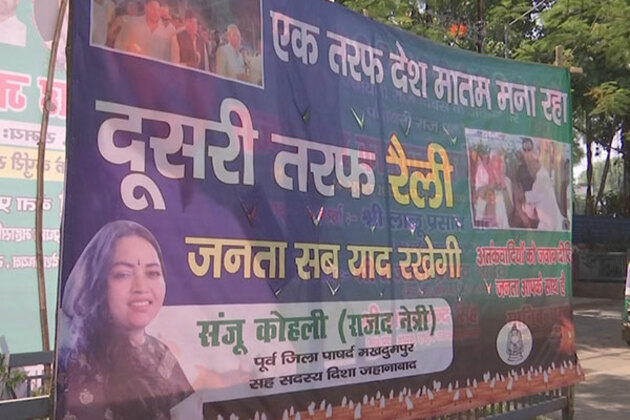 एक तरफ देश मातम मना रहा
दूसरी तरफ रैली
जनता सब याद रखेगी
आतंकवादियों को जवाब
जनता आपके साथ है
संजू कोहली (राजद नेत्री)
पूर्व जिला पार्षद मखदुमपुर
सह सदस्य दिशा जहानाबाद